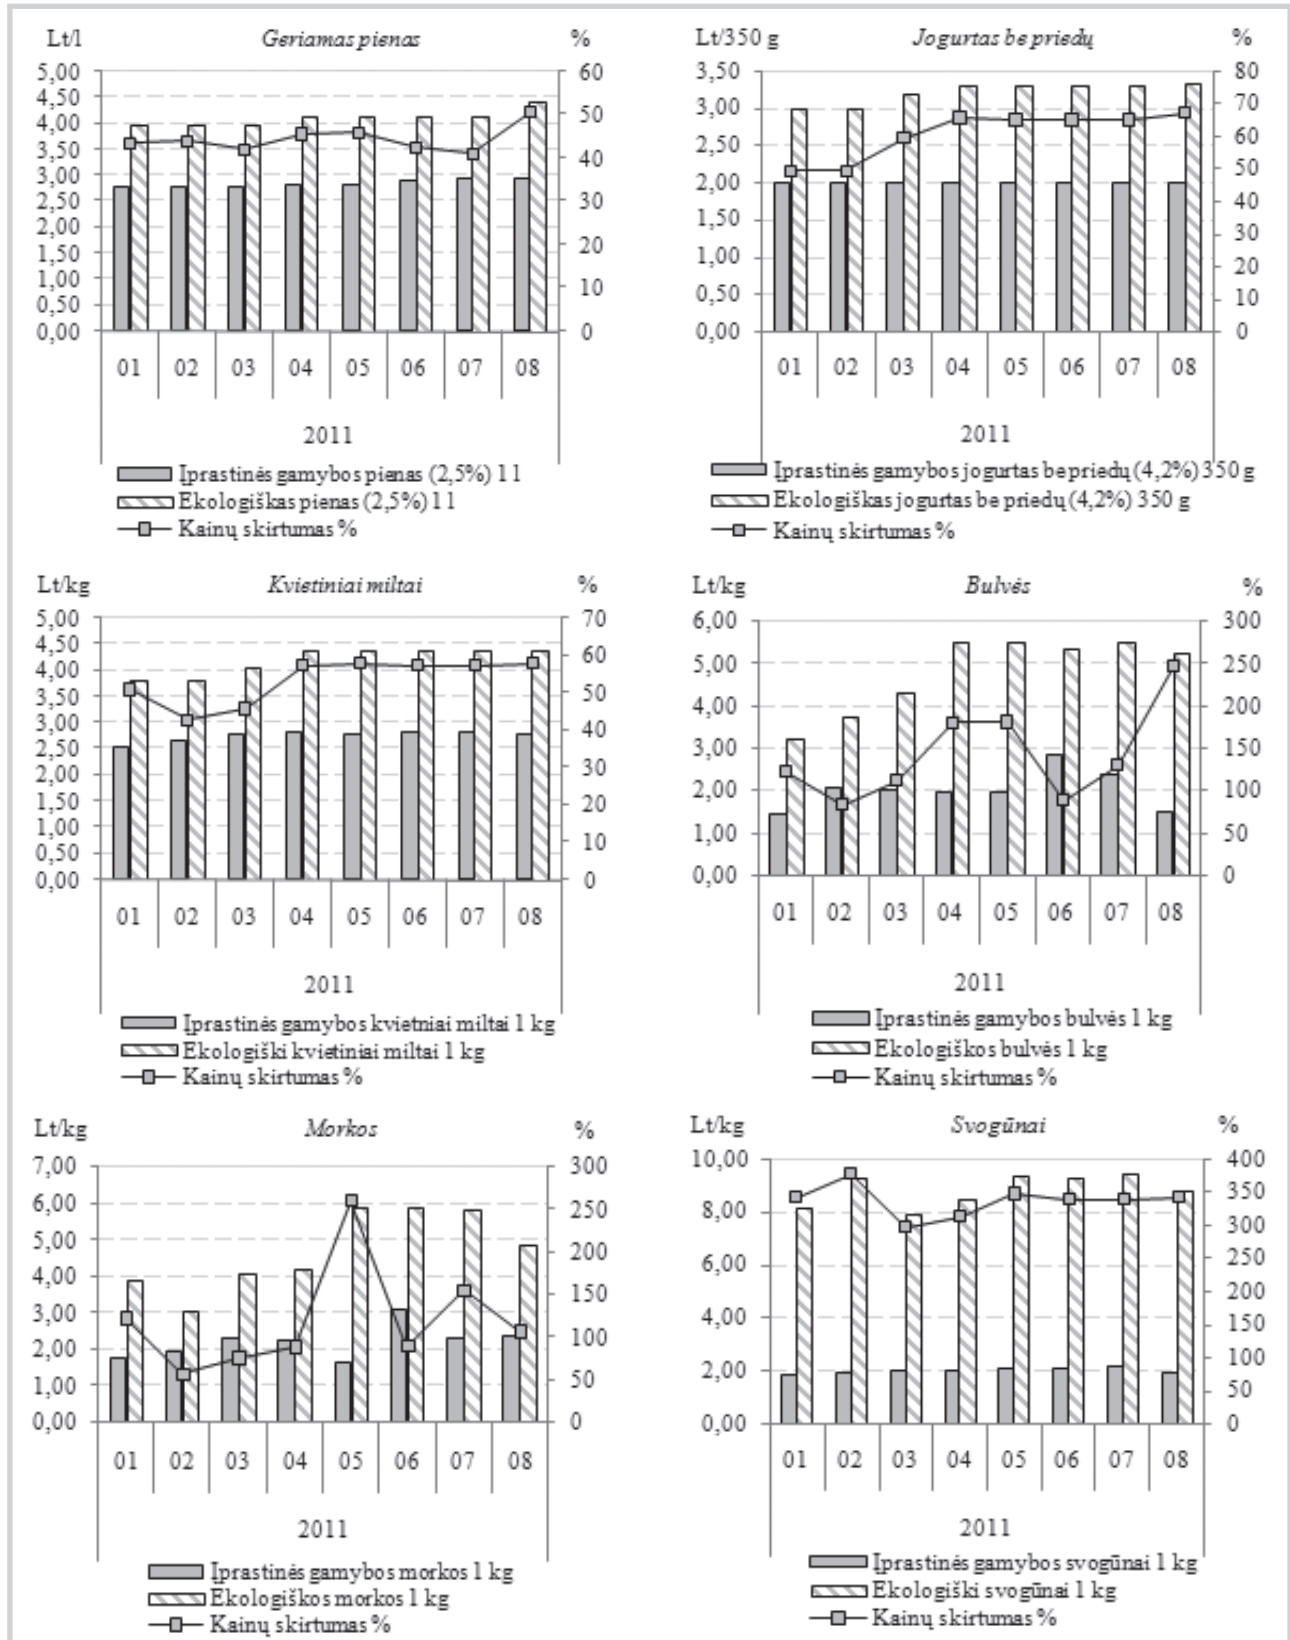 Lt/l Geriamas pienas %
5,00 60
4,50 50
4,00
3,50 40
3,00
2,50 30
2,00
1,50 20
1,00
0,50 10
0,00 0
01 02 03 04 05 06 07 08
2011
Įprastinės gamybos pienas (2,5%) 1 l
Ekologiškas pienas (2,5%) 1 l
Kainų skirtumas %
Lt/350 g Jogurtas be priedų %
3,50 80
3,00 70
2,50 60
2,00 50
1,50 40
1,00 30
0,50 20
0,00 10
0
01 02 03 04 05 06 07 08
2011
Įprastinės gamybos jogurtas be priedų (4,2%) 350 g
Ekologiškas jogurtas be priedų (4,2%) 350 g
Kainų skirtumas %
Lt/kg Kvietiniai miltai %
5,00 70
4,50 60
4,00
3,50 50
3,00 40
2,50
2,00 30
1,50 20
1,00
0,50 10
0,00 0
01 02 03 04 05 06 07 08
2011
Įprastinės gamybos kvietniai miltai 1 kg
Ekologiški kvietiniai miltai 1 kg
Kainų skirtumas %
Lt/kg Bulvės %
6,00 300
5,00 250
4,00 200
3,00 150
2,00 100
1,00 50
0,00 0
01 02 03 04 05 06 07 08
2011
Įprastinės gamybos bulvės 1 kg
Ekologiškos bulvės 1 kg
Kainų skirtumas %
Lt/kg Morkos %
7,00 300
6,00 250
5,00 200
4,00 150
3,00 100
2,00 50
1,00 0
0,00
01 02 03 04 05 06 07 08
2011
Įprastinės gamybos morkos 1 kg
Ekologiškos morkos 1 kg
Kainų skirtumas %
Lt/kg Svogūnai %
10,00 400
8,00 350
6,00 300
4,00 250
2,00 200
0,00 150
100
50
0
01 02 03 04 05 06 07 08
2011
Įprastinės gamybos svogūnai 1 kg
Ekologiški svogūnai 1 kg
Kainų skirtumas %